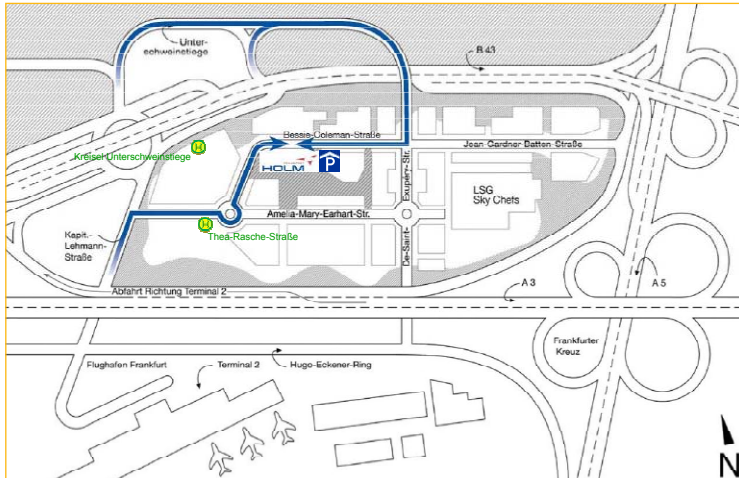 Unter-
schweinstiege
B 43
Bessie-Coleman-Straße
Kreisel Unterschweinstiege
H
HOLM
P
Jean-Gardner-Batten-Straße
De-Saint-
Exupéry-Str.
LSG
Sky Chefs
Amelia-Mary-Earhart-Str.
H
Thea-Rasche-Straße
Kapit.-
Lehmann-
Straße
Abfahrt Richtung Terminal 2
A 3
A 5
Frankfurter
Kreuz
Flughafen Frankfurt
Terminal 2
Hugo-Eckener-Ring
N